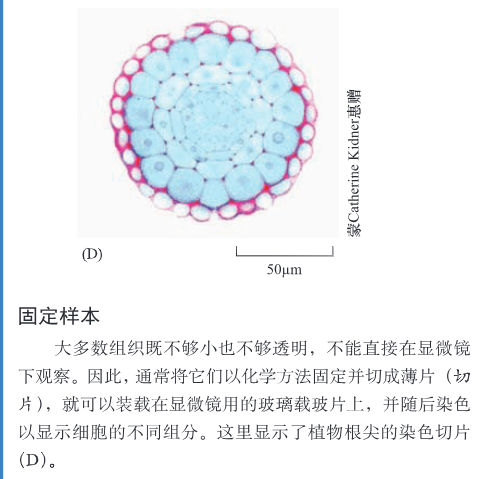 蒙Catherine Kidner惠赠
(D)
50μm
固定样本
大多数组织既不够小也不够透明，不能直接在显微镜
下观察。因此，通常将它们以化学方法固定并切成薄片（切
片），就可以装载在显微镜用的玻璃载玻片上，并随后染色
以显示细胞的不同组分。这里显示了植物根尖的染色切片
(D)。